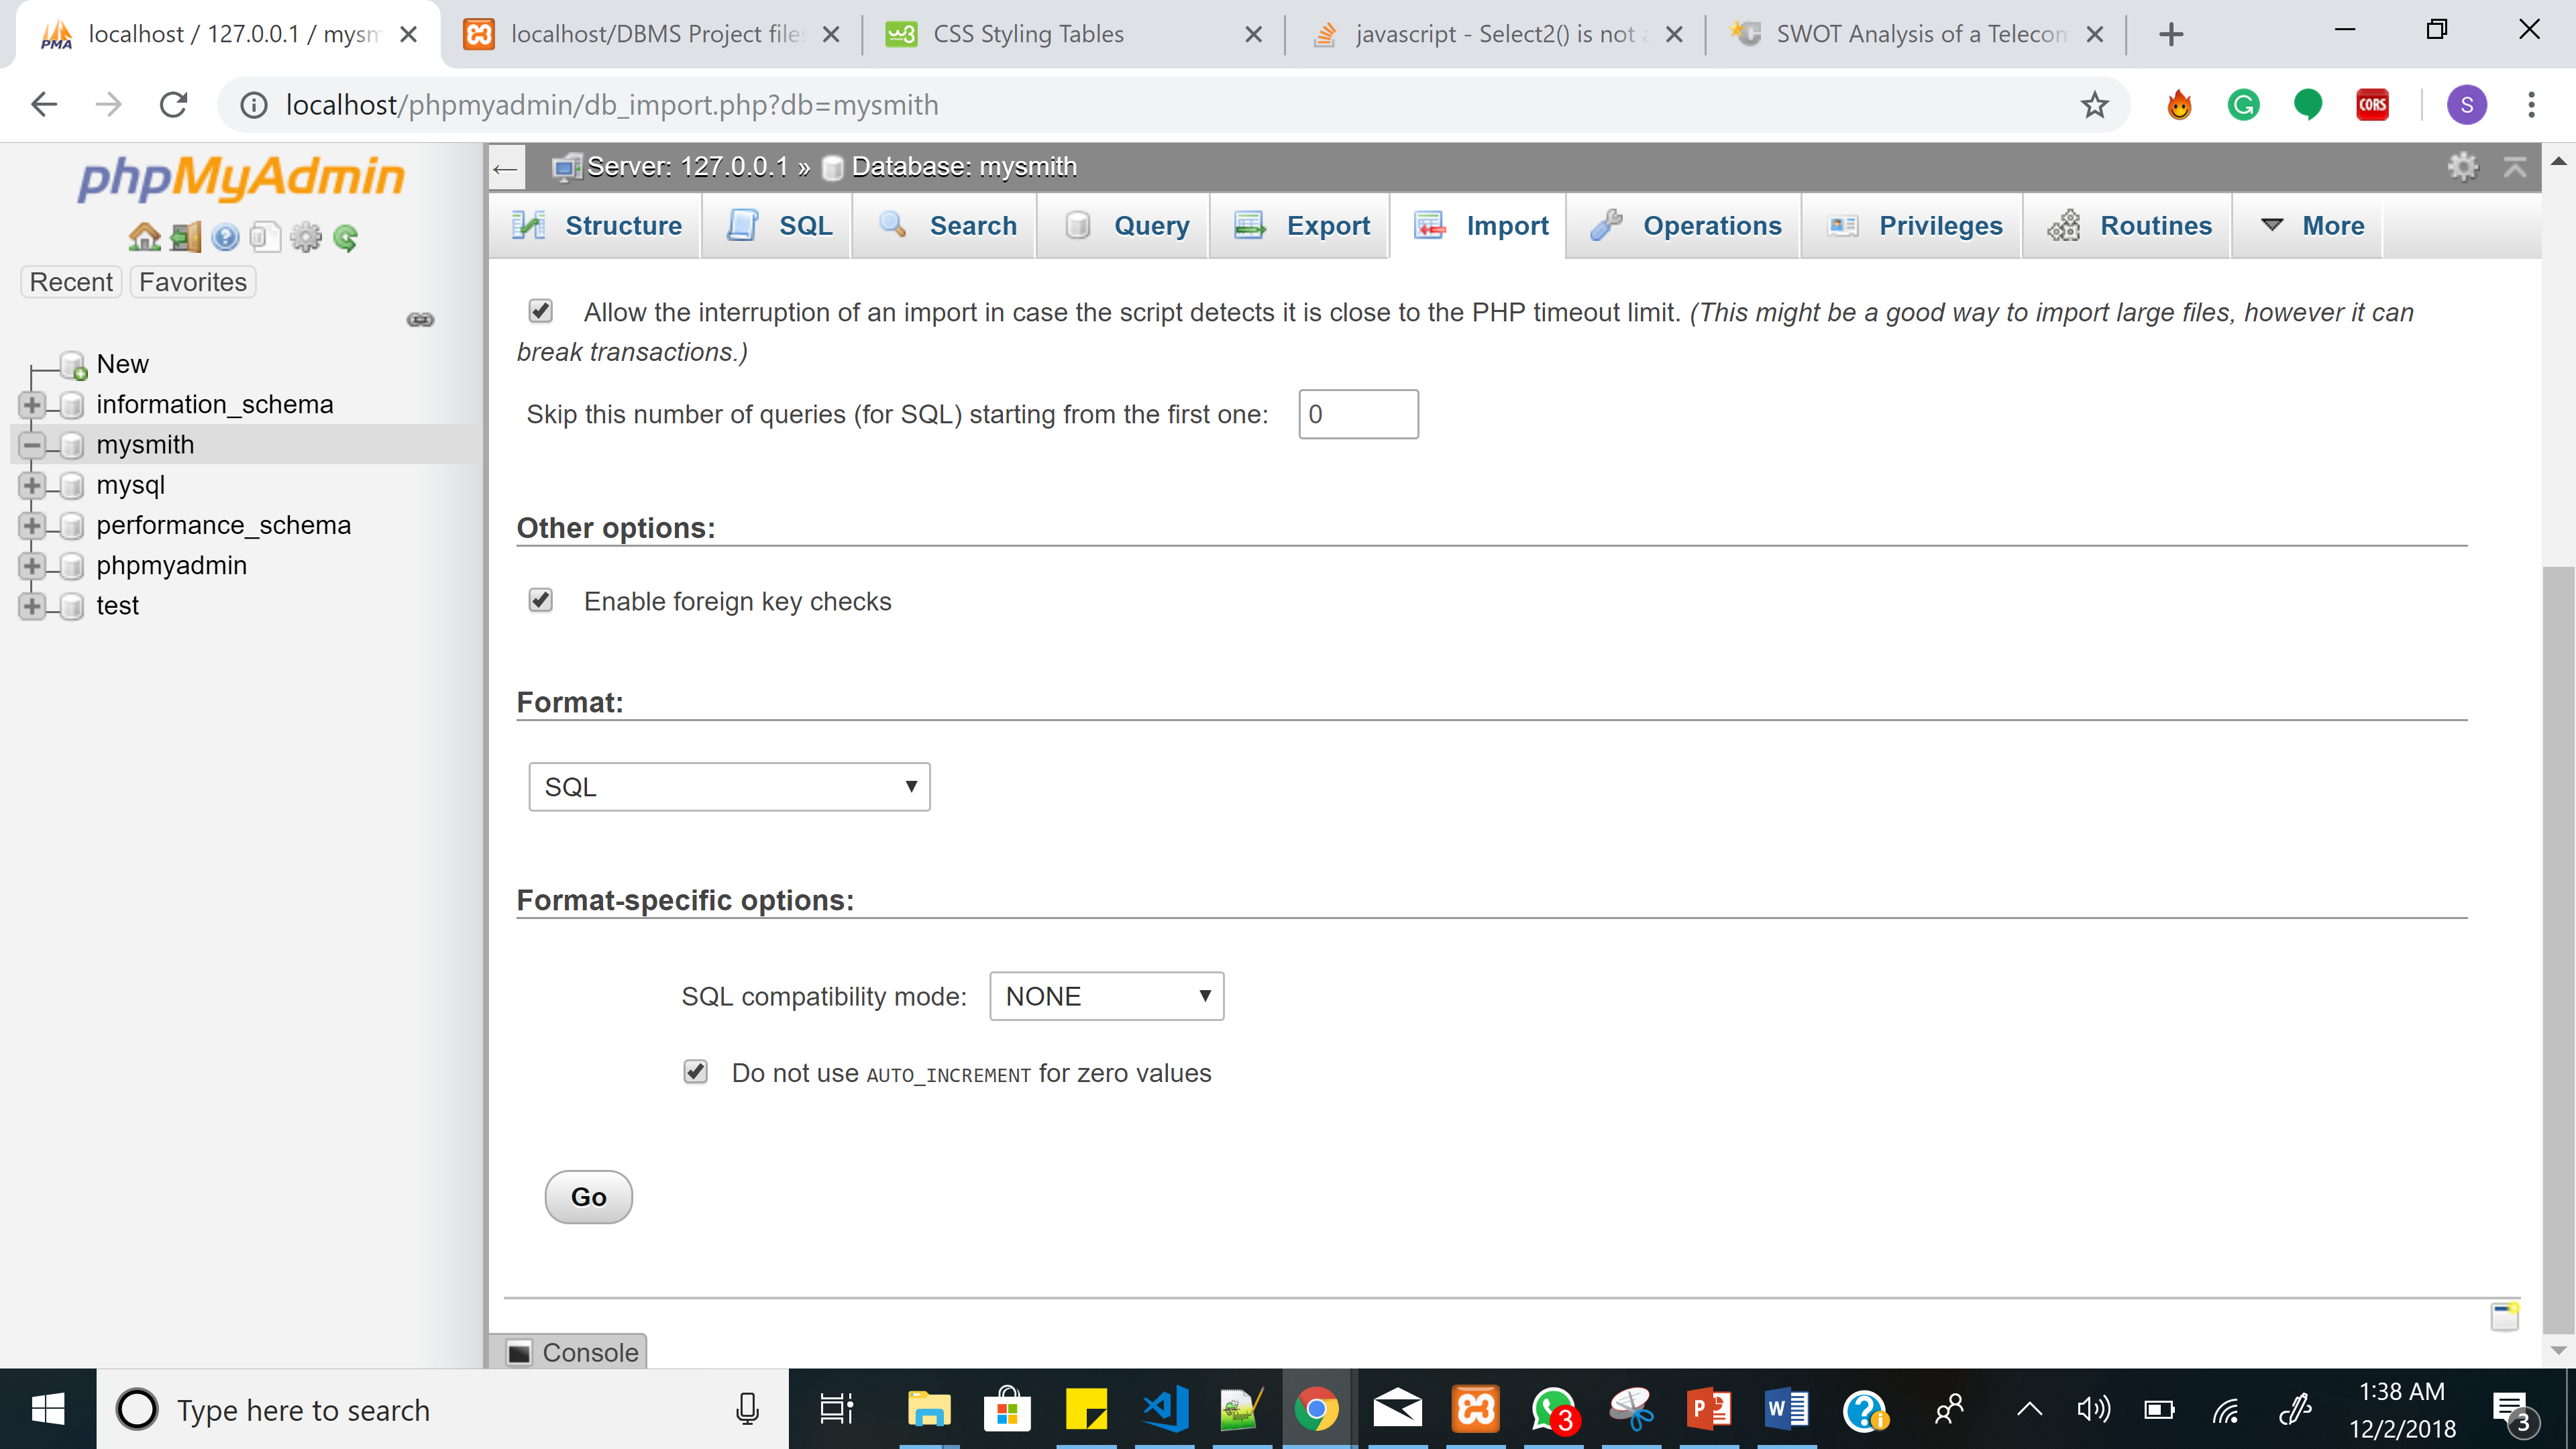 localhost / 127.0.0.1 / mysm
localhost/DBMS Project file
CSS Styling Tables
javascript - Select2() is not
SWOT Analysis of a Telecom
localhost/phpmyadmin/db_import.php?db=mysmith
CORS
S
phpMyAdmin
Recent Favorites
New
information_schema
mysmith
mysql
performance_schema
phpmyadmin
test
Server: 127.0.0.1 » Database: mysmith
Structure SQL Search Query Export Import Operations Privileges Routines More
Allow the interruption of an import in case the script detects it is close to the PHP timeout limit. (This might be a good way to import large files, however it can
break transactions.)
Skip this number of queries (for SQL) starting from the first one: 0
Other options:
Enable foreign key checks
Format:
SQL
Format-specific options:
SQL compatibility mode: NONE
Do not use AUTO_INCREMENT for zero values
Go
Console
Type here to search
3
1:38 AM
12/2/2018
3